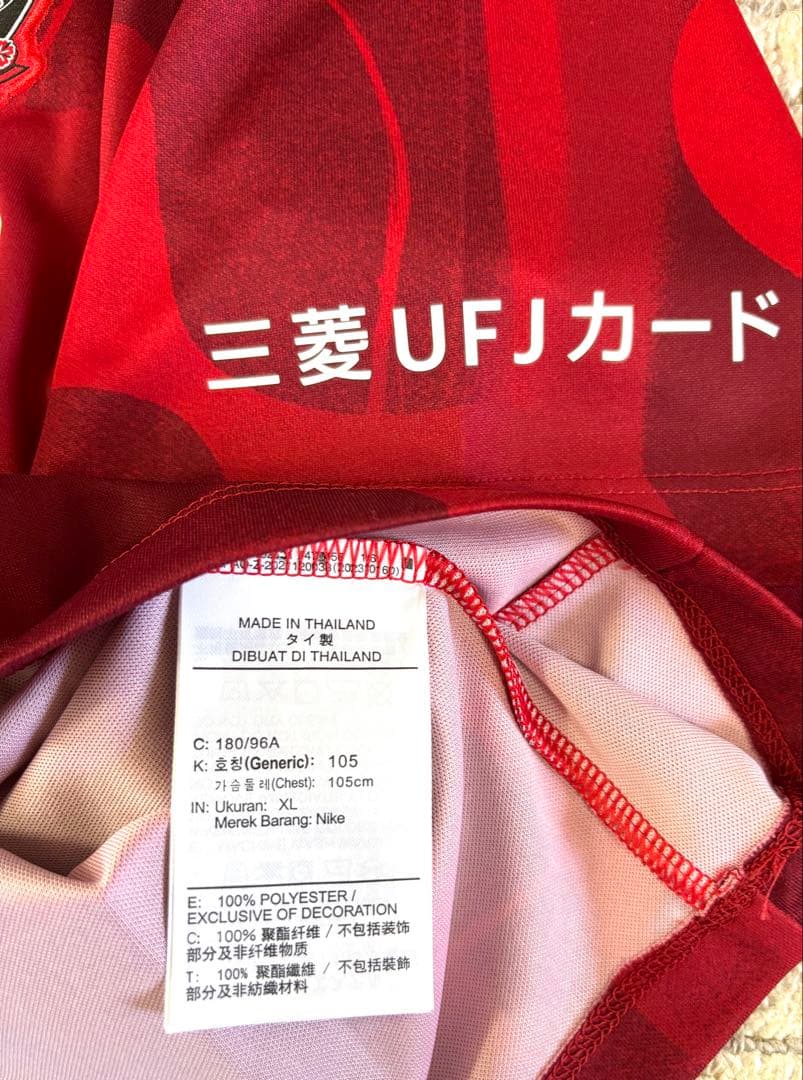 三菱UFJカード
MADE IN THAILAND
タイ製
DIBUAT DI THAILAND
C: 180/96A
K: 호칭(Generic): 105
가슴둘레(Chest): 105cm
IN: Ukuran: XL
Merek Barang: Nike
E: 100% POLYESTER /
EXCLUSIVE OF DECORATION
C: 100% 聚酯纤维 / 不包括装饰
部分及非纤维物质
T: 100% 聚酯纖維 / 不包括裝飾
部分及非紡織材料